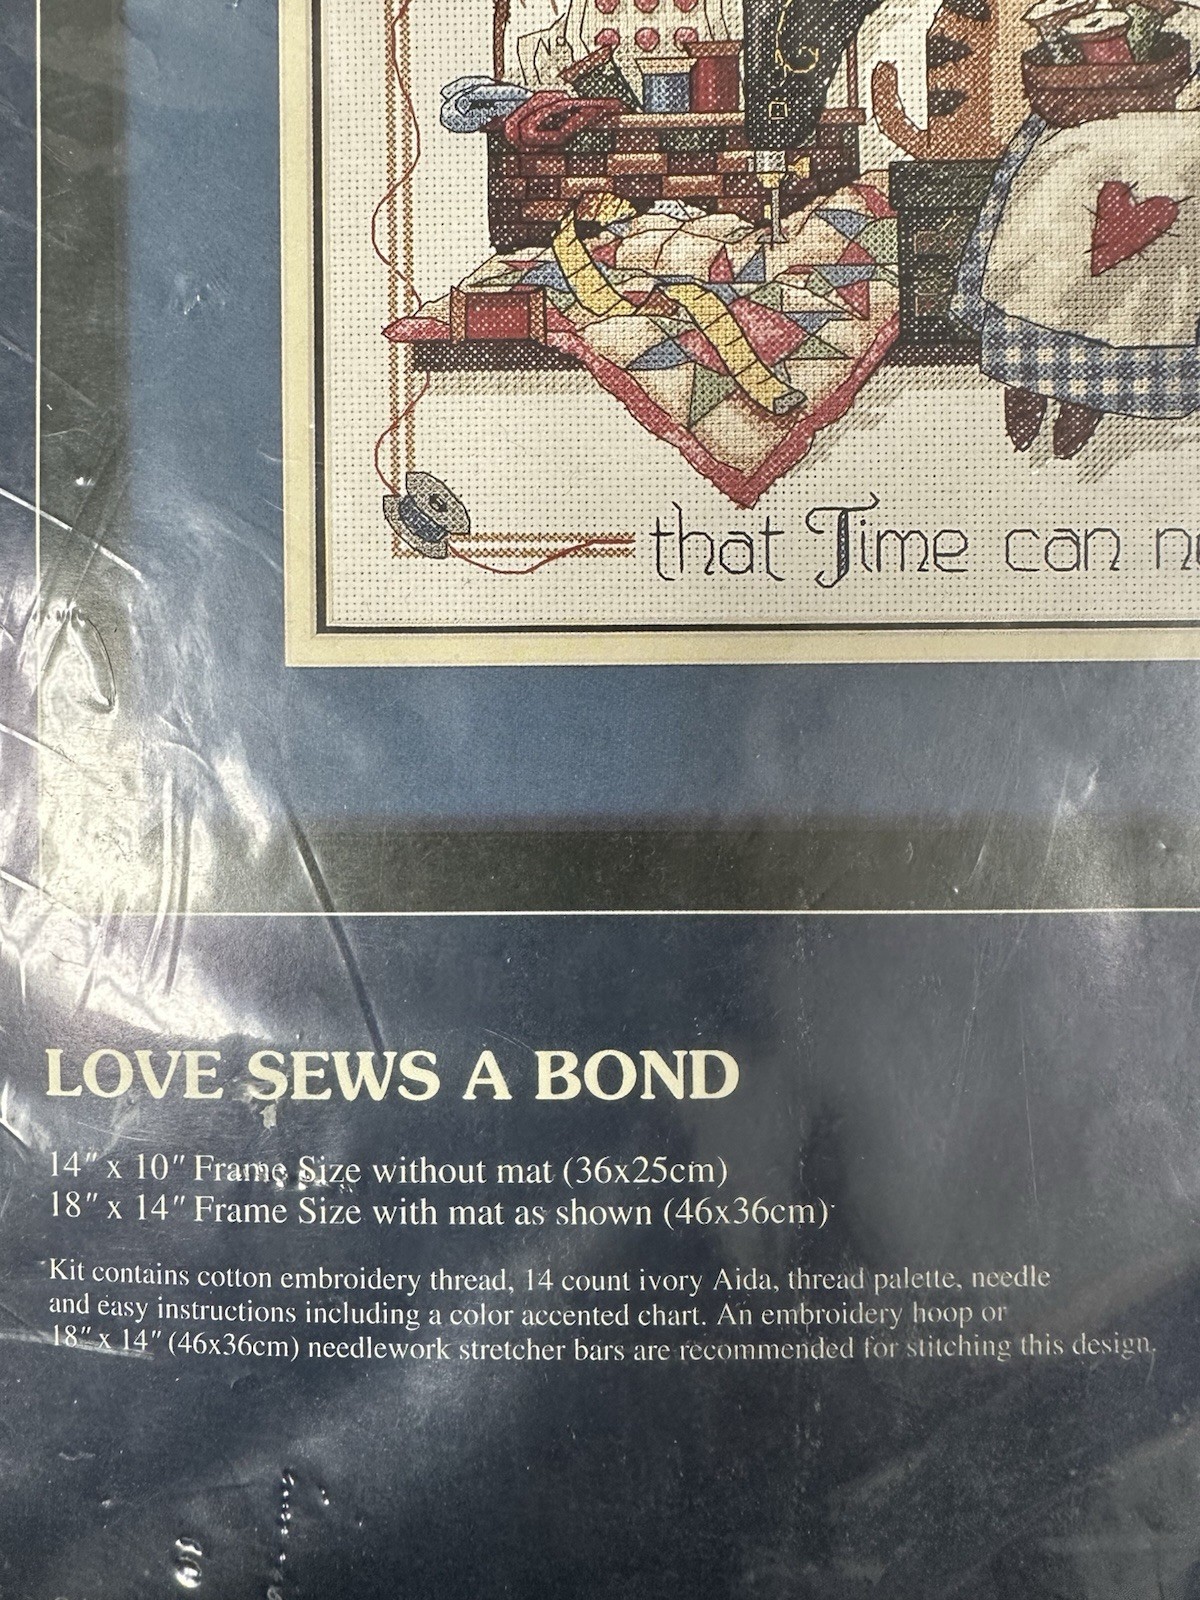 that Time can
LOVE SEWS A BOND
14" x 10" Frame Size without mat (36x25cm)
18" x 14" Frame Size with mat as shown (46x36cm)
Kit contains cotton embroidery thread, 14 count ivory Aida, thread palette, needle
and easy instructions including a color accented chart. An embroidery hoop or
18" x 14" (46x36cm) needlework stretcher bars are recommended for stitching this design.